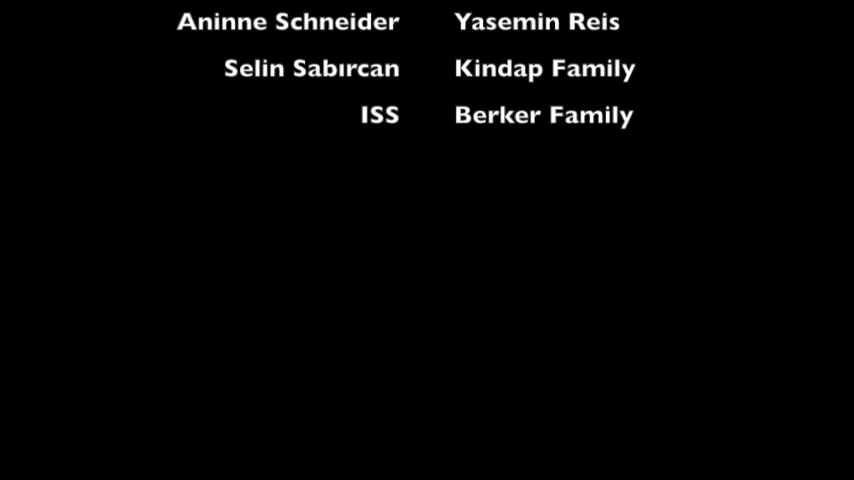 Aninne Schneider Yasemin Reis
Selin Sabırcan Kindap Family
ISS Berker Family